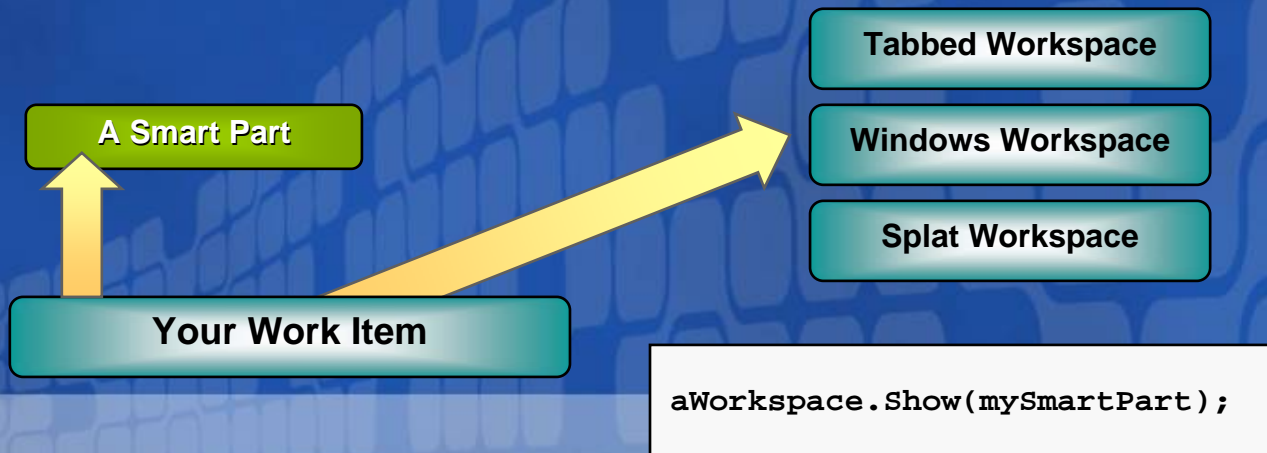 Tabbed Workspace
A Smart Part
Windows Workspace
Splat Workspace
Your Work Item
aWorkspace.Show(mySmartPart);